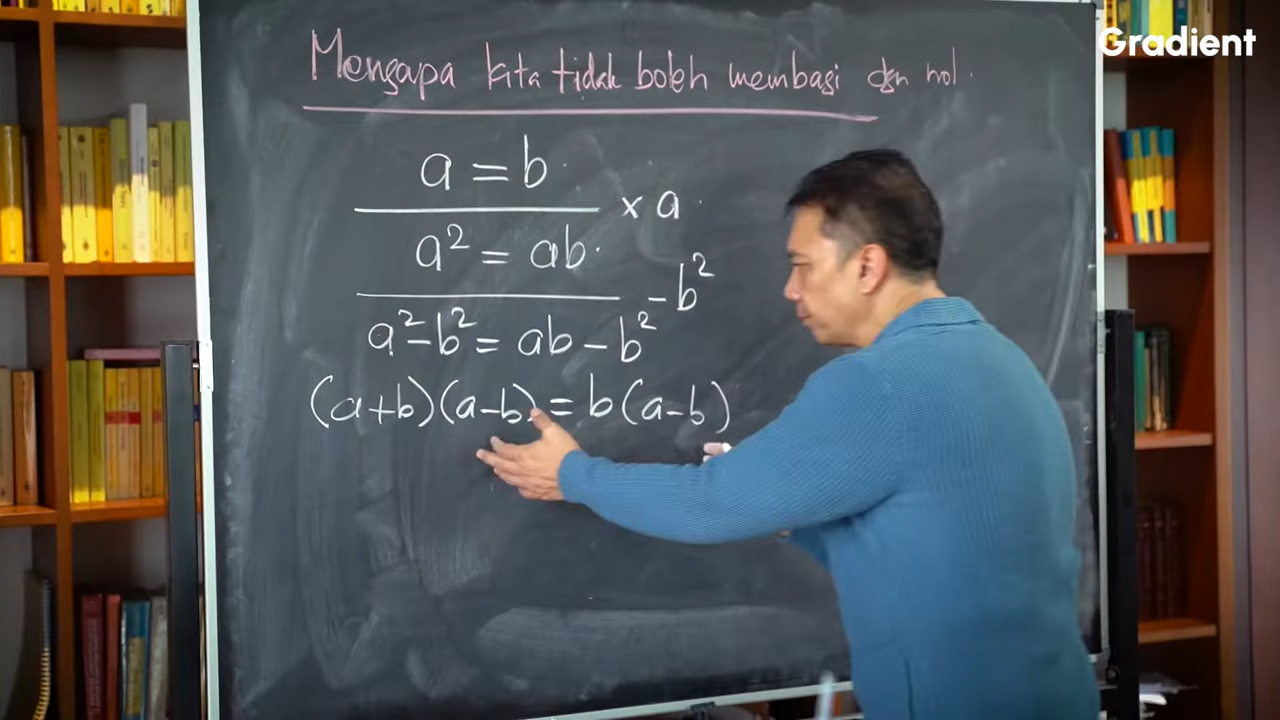 Gradient
Mengapa kita tidak boleh membagi dgn nol.
a = b
× a
a² = ab
- b²
a² - b² = ab - b²
(a+b)(a-b) = b(a-b)